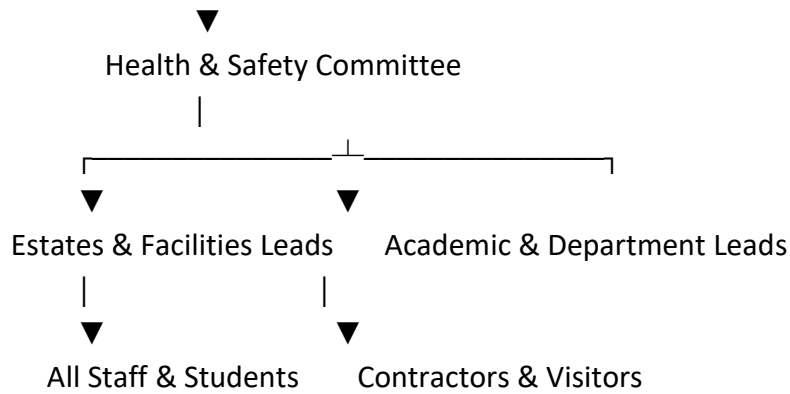 Health & Safety Committee
Estates & Facilities Leads Academic & Department Leads
All Staff & Students Contractors & Visitors